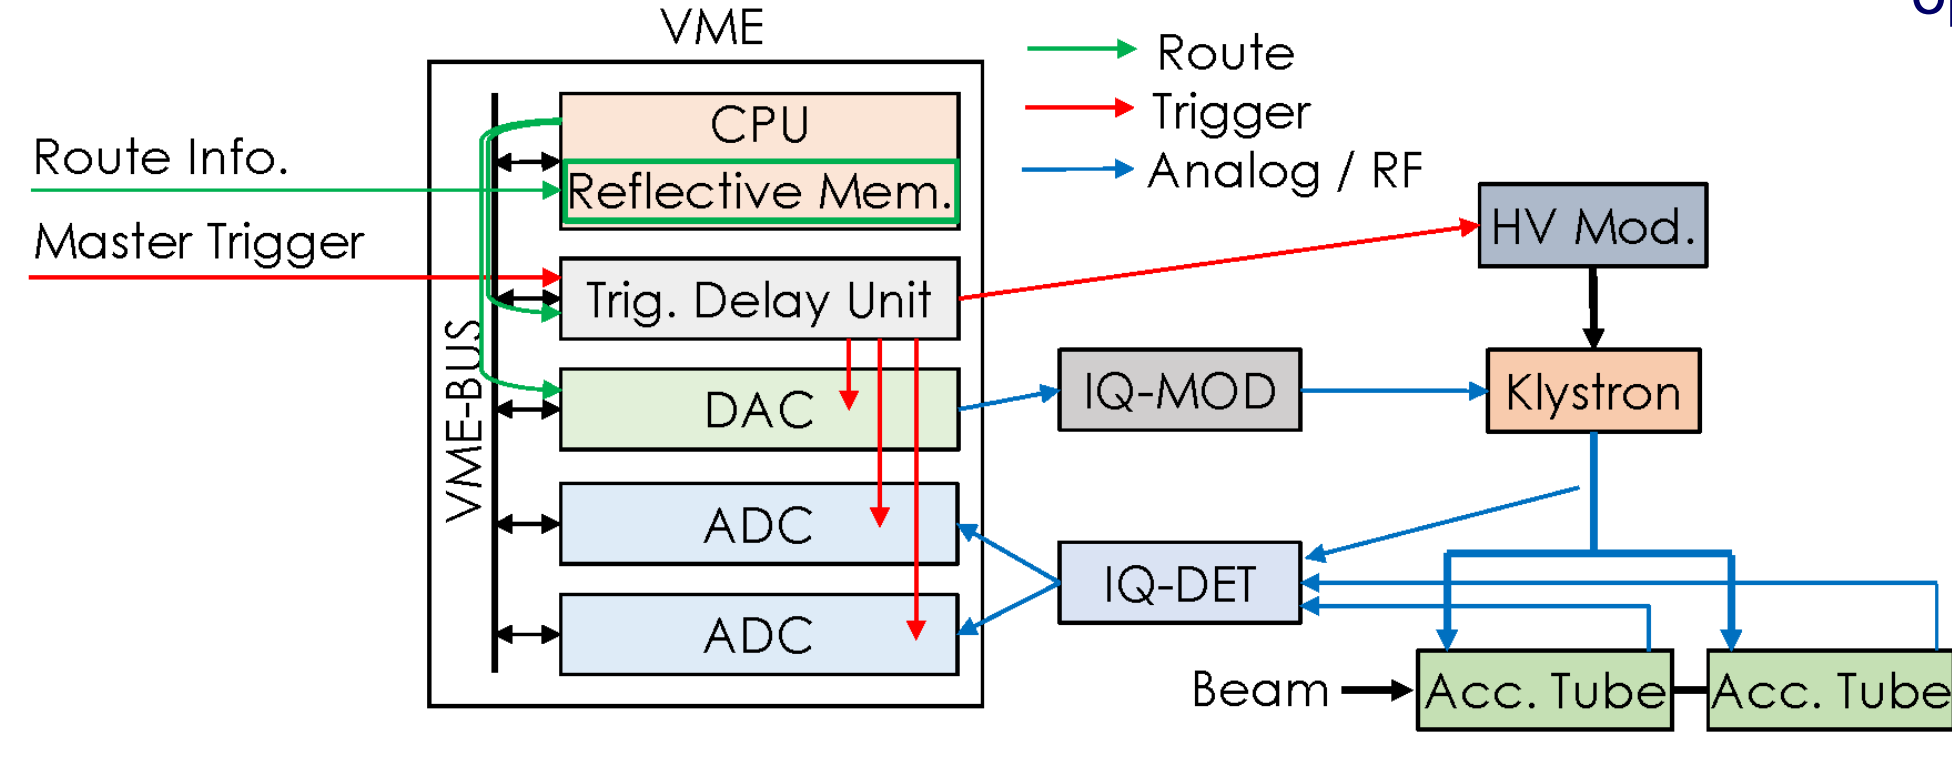 VME
Route
Trigger
Analog / RF
Route Info.
Master Trigger
VME-BUS
CPU
Reflective Mem.
Trig. Delay Unit
DAC
ADC
ADC
HV Mod.
IQ-MOD
Klystron
IQ-DET
Beam
Acc. Tube
Acc. Tube